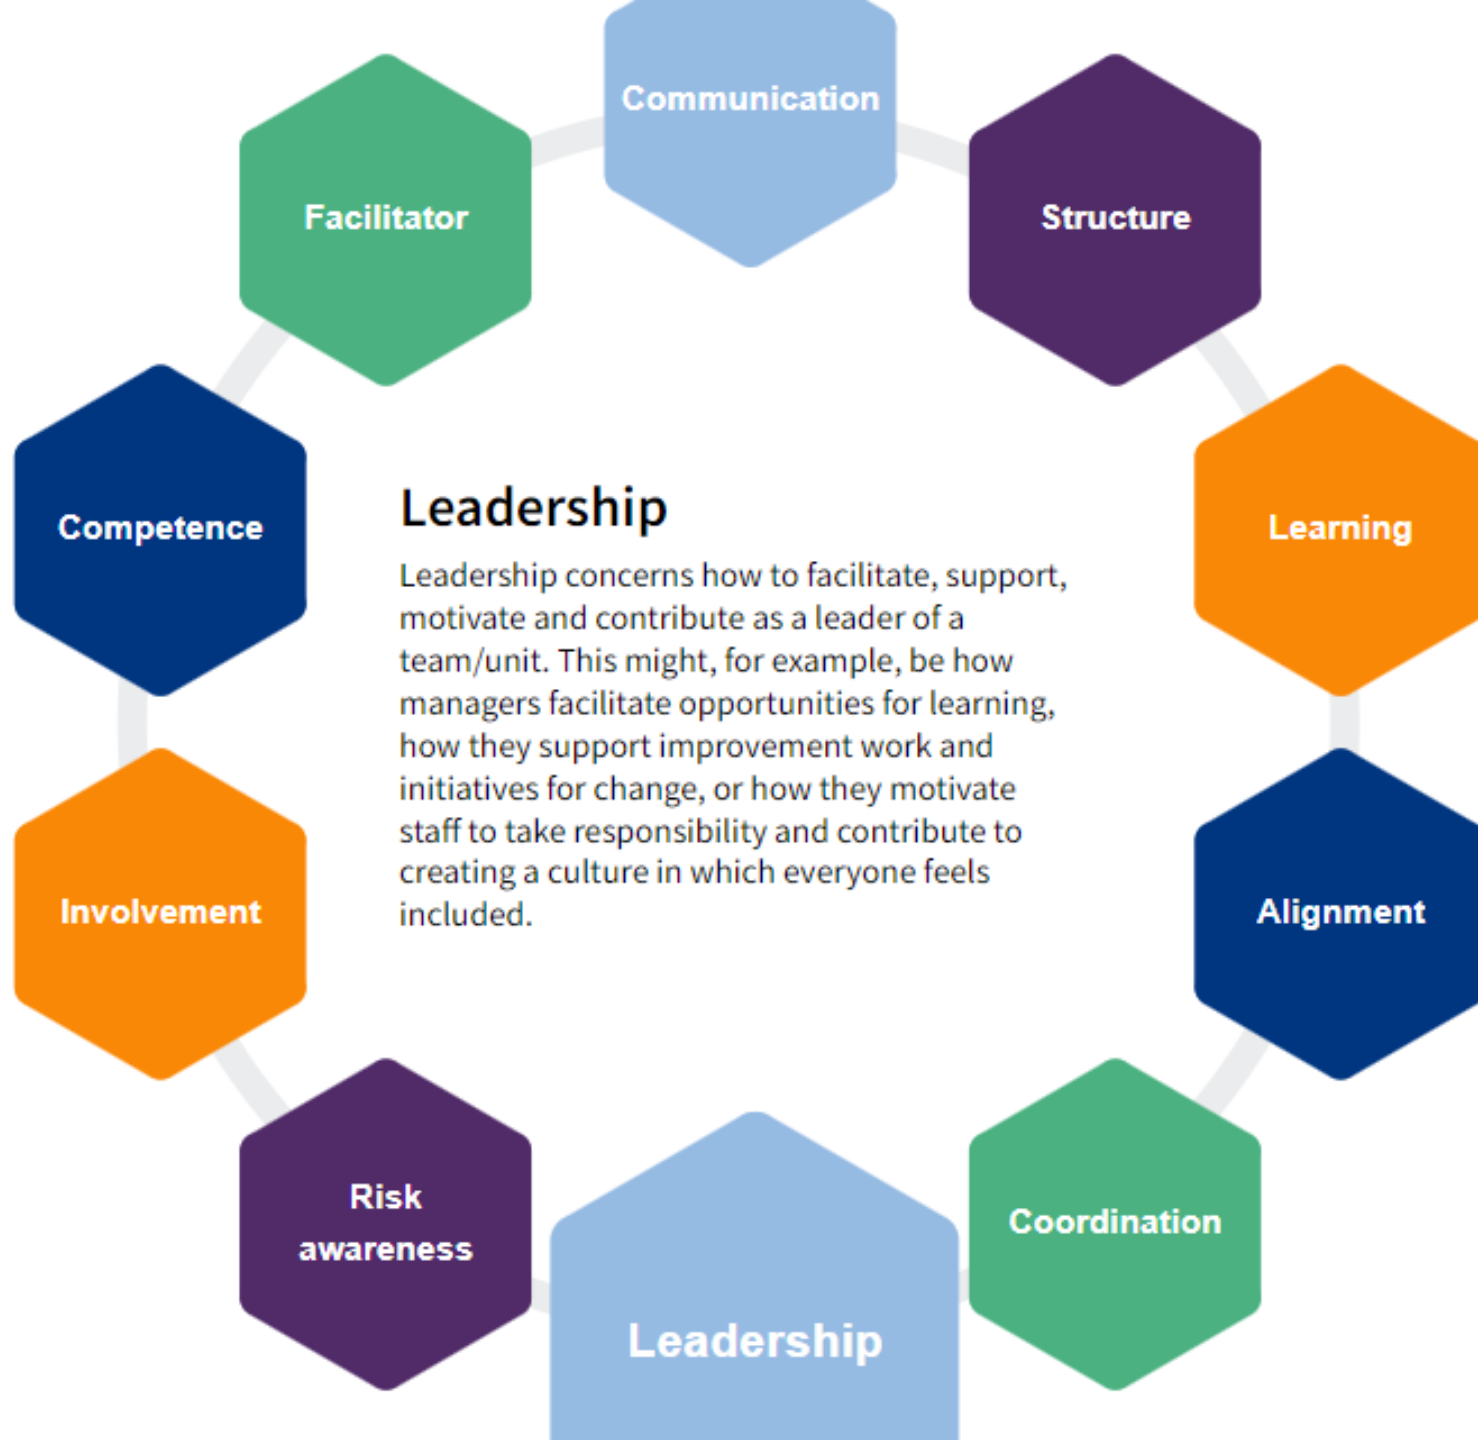 Communication
Facilitator
Structure
Competence
Learning
Leadership
Leadership concerns how to facilitate, support,
motivate and contribute as a leader of a
team/unit. This might, for example, be how
managers facilitate opportunities for learning,
how they support improvement work and
initiatives for change, or how they motivate
staff to take responsibility and contribute to
creating a culture in which everyone feels
included.
Involvement
Alignment
Risk
awareness
Coordination
Leadership